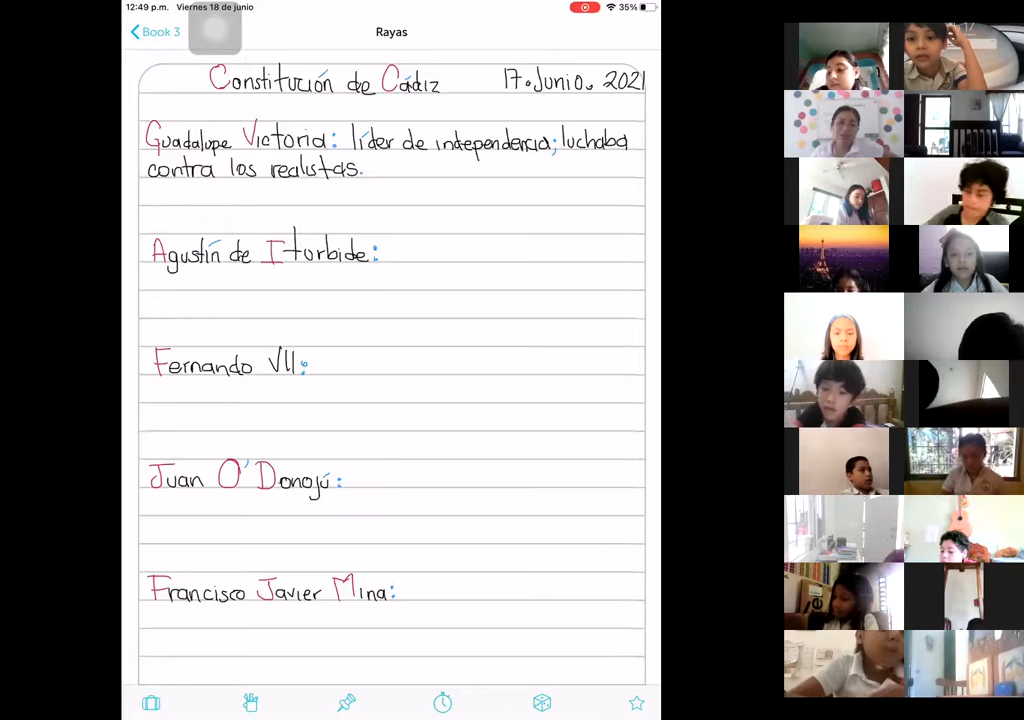 12:49 p.m. Viernes 18 de junio
35%
Book 3
Rayas
Constitución de Cádiz 17.Junio.2021
Guadalupe Victoria: líder de independencia; luchaba
contra los realistas.
Agustín de Iturbide:
Fernando VII:
Juan O'Donojú:
Francisco Javier Mina: